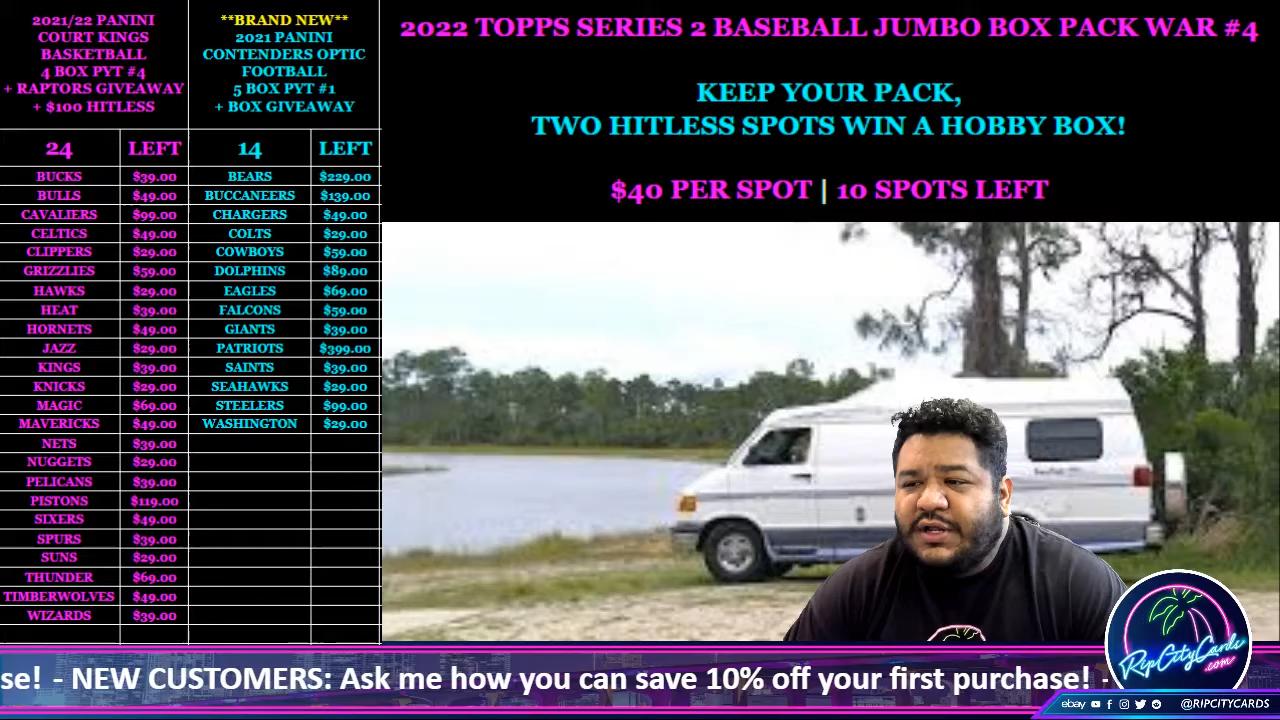 2021/22 PANINI
COURT KINGS
BASKETBALL
4 BOX PYT #4
+ RAPTORS GIVEAWAY
+ $100 HITLESS
24 LEFT
BUCKS $39.00
BULLS $49.00
CAVALIERS $99.00
CELTICS $49.00
CLIPPERS $29.00
GRIZZLIES $59.00
HAWKS $29.00
HEAT $39.00
HORNETS $49.00
JAZZ $29.00
KINGS $39.00
KNICKS $29.00
MAGIC $69.00
MAVERICKS $49.00
NETS $39.00
NUGGETS $29.00
PELICANS $39.00
PISTONS $119.00
SIXERS $49.00
SPURS $39.00
SUNS $29.00
THUNDER $69.00
TIMBERWOLVES $49.00
WIZARDS $39.00
**BRAND NEW**
2021 PANINI
CONTENDERS OPTIC
FOOTBALL
5 BOX PYT #1
+ BOX GIVEAWAY
14 LEFT
BEARS $229.00
BUCCANEERS $139.00
CHARGERS $49.00
COLTS $29.00
COWBOYS $59.00
DOLPHINS $89.00
EAGLES $69.00
FALCONS $59.00
GIANTS $39.00
PATRIOTS $399.00
SAINTS $39.00
SEAHAWKS $29.00
STEELERS $99.00
WASHINGTON $29.00
2022 TOPPS SERIES 2 BASEBALL JUMBO BOX PACK WAR #4
KEEP YOUR PACK,
TWO HITLESS SPOTS WIN A HOBBY BOX!
$40 PER SPOT | 10 SPOTS LEFT
se! - NEW CUSTOMERS: Ask me how you can save 10% off your first purchase! -
RipCityCards
.com
ebay @RIPCITYCARDS